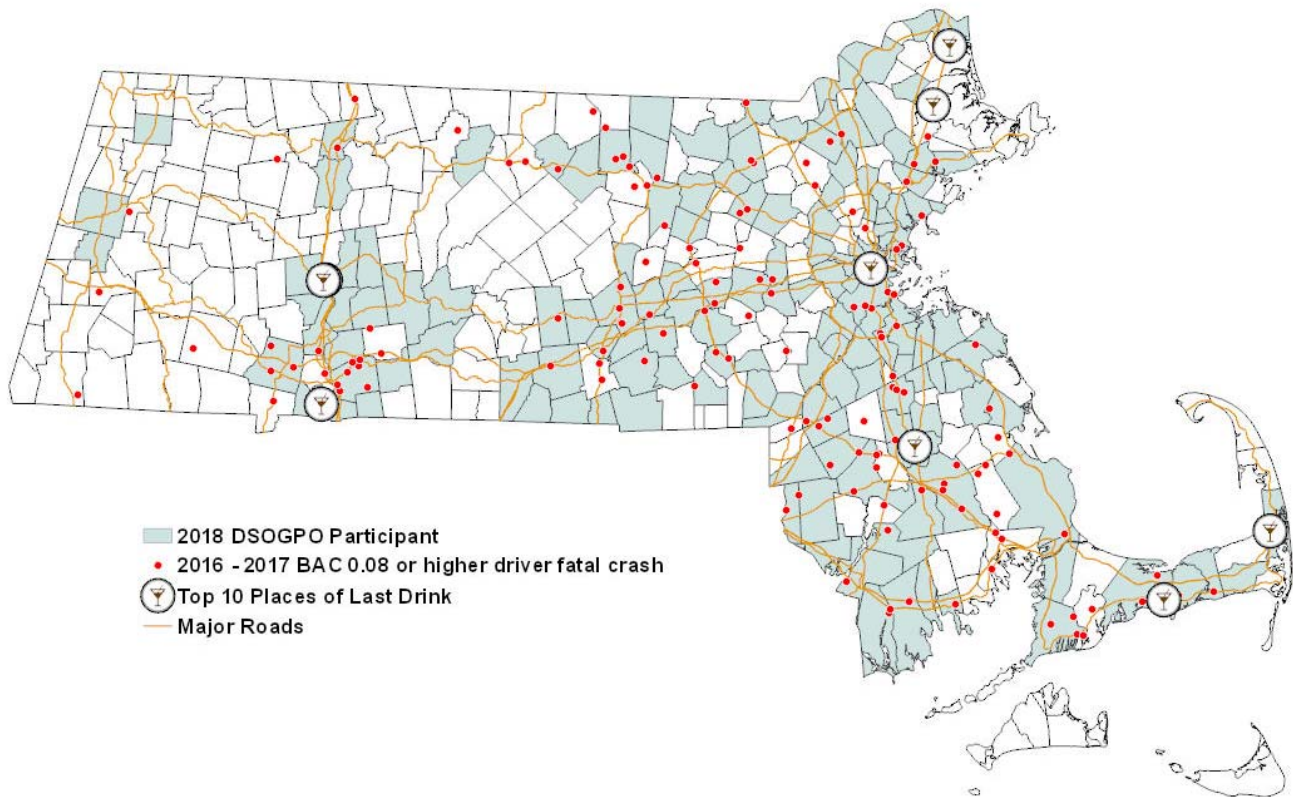 2018 DSOGPO Participant
2016 - 2017 BAC 0.08 or higher driver fatal crash
Top 10 Places of Last Drink
Major Roads